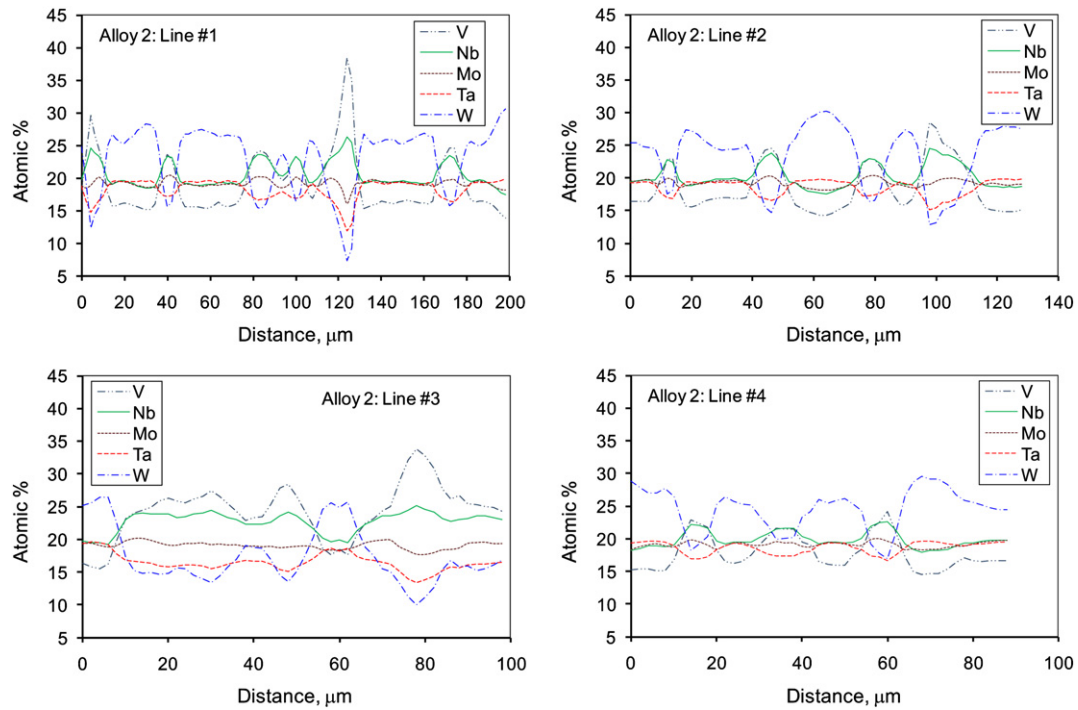 Alloy 2: Line #1
V
Nb
Mo
Ta
W
Atomic %
45
40
35
30
25
20
15
10
5
0 20 40 60 80 100 120 140 160 180 200
Distance, μm
Alloy 2: Line #2
V
Nb
Mo
Ta
W
Atomic %
45
40
35
30
25
20
15
10
5
0 20 40 60 80 100 120 140
Distance, μm
Alloy 2: Line #3
V
Nb
Mo
Ta
W
Atomic %
45
40
35
30
25
20
15
10
5
0 20 40 60 80 100
Distance, μm
Alloy 2: Line #4
V
Nb
Mo
Ta
W
Atomic %
45
40
35
30
25
20
15
10
5
0 20 40 60 80 100
Distance, μm